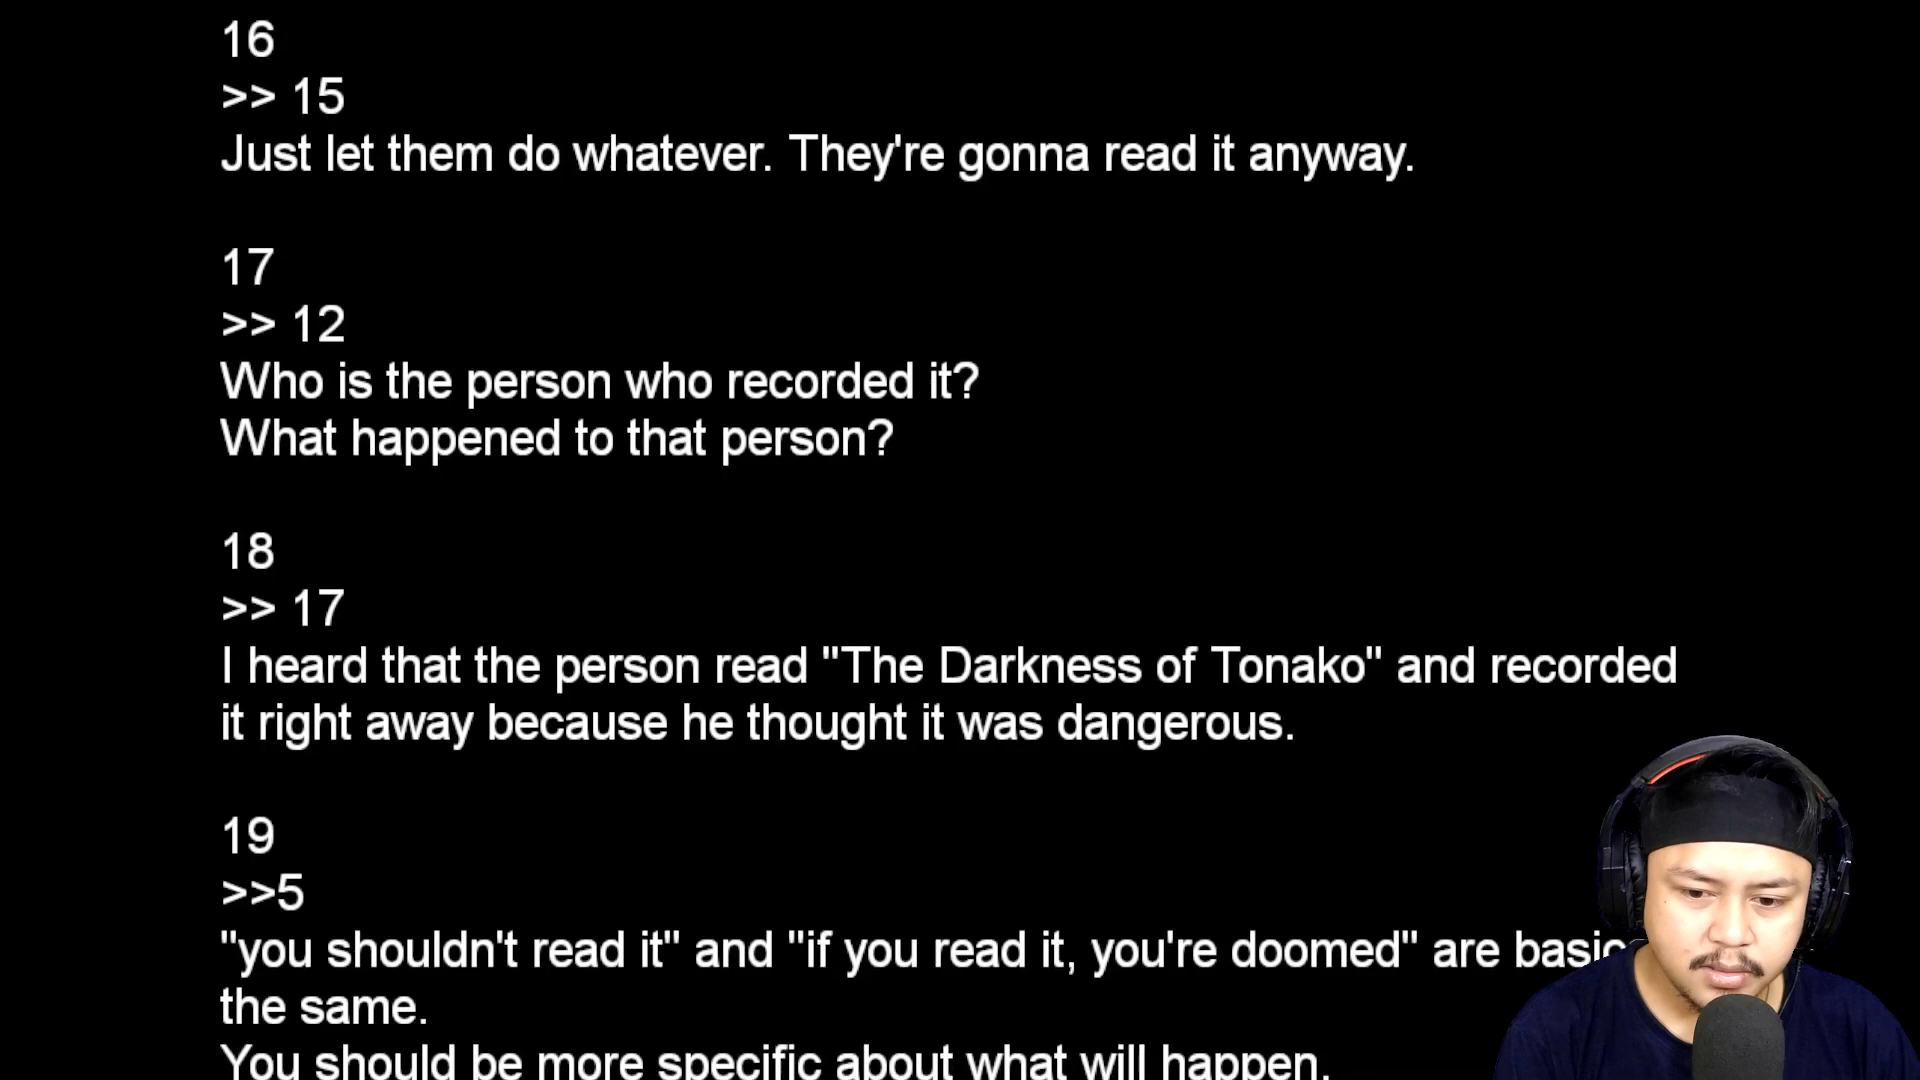 16
>> 15
Just let them do whatever. They're gonna read it anyway.
17
>> 12
Who is the person who recorded it?
What happened to that person?
18
>> 17
I heard that the person read "The Darkness of Tonako" and recorded
it right away because he thought it was dangerous.
19
>>5
"you shouldn't read it" and "if you read it, you're doomed" are
the same.
You should be more specific about what will happen.